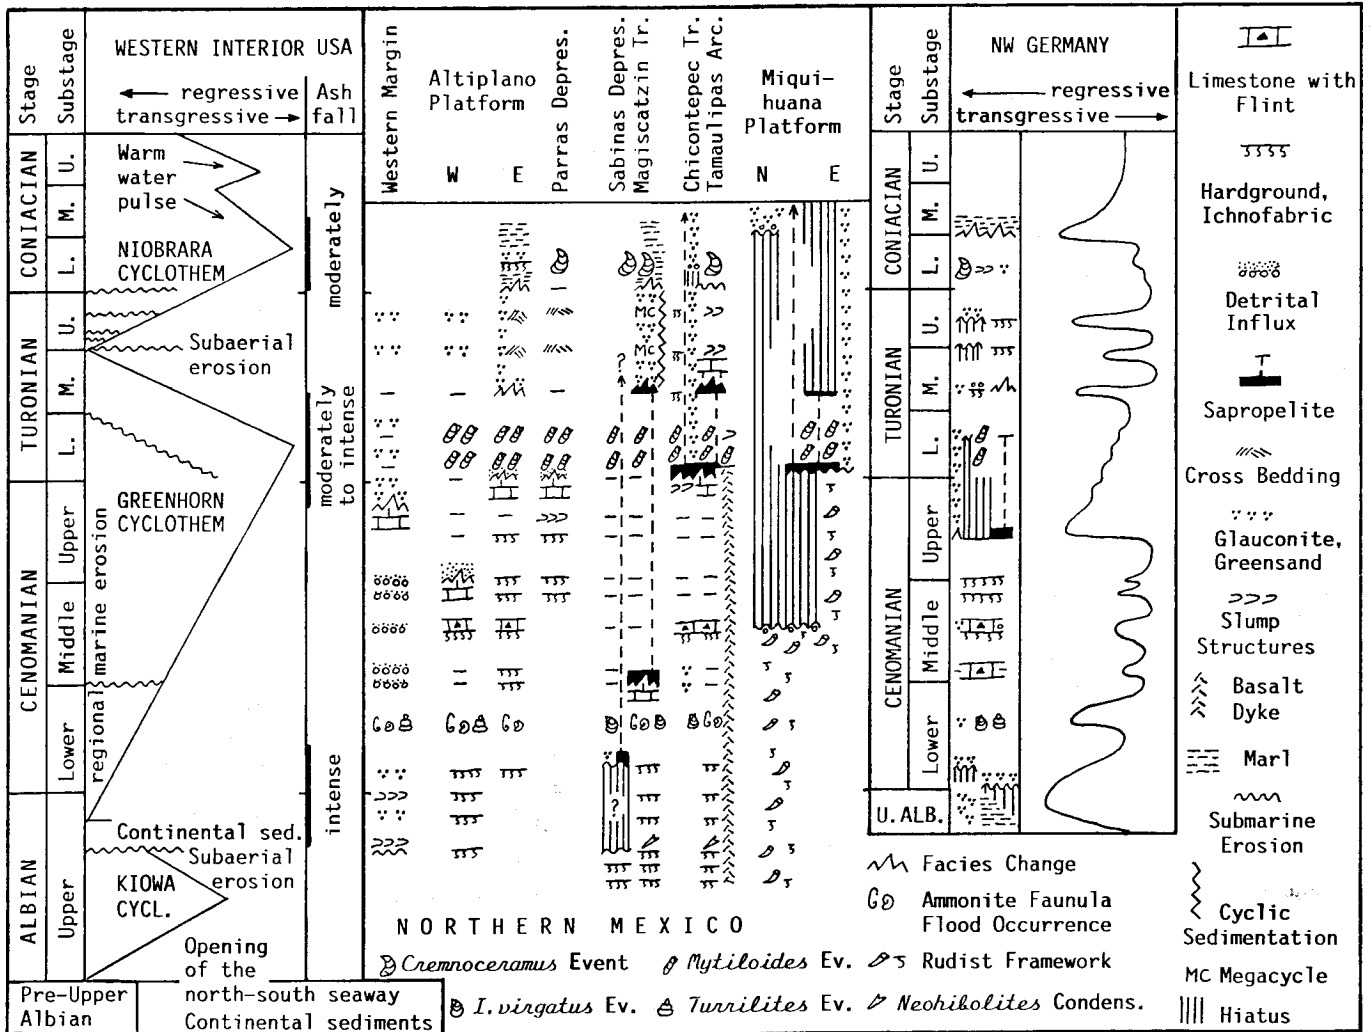 Stage
Substage
WESTERN INTERIOR USA
regressive
transgressive
Ash
fall
CONIACIAN
U.
M.
L.
TURONIAN
U.
M.
L.
CENOMANIAN
Upper
Middle
Lower
ALBIAN
Upper
Pre-Upper
Albian
Warm
water
pulse
NIOBRARA
CYCLOTHEM
Subaerial
erosion
GREENHORN
CYCLOTHEM
regional marine erosion
Continental sed.
Subaerial
erosion
KIOWA
CYCL.
Opening
of the
north-south seaway
Continental sediments
moderately
moderately
to intense
intense
Western Margin
Altiplano
Platform
W E
Parras Depres.
Sabinas Depres.
Magiscatzin Tr.
Chicontepec Tr.
Tamaulipas Arc.
Miqui-
huana
Platform
N E
MC
?
MC
?
NORTHERN MEXICO
Cremnoceramus Event
Mytiloides Ev.
Rudist Framework
I. virgatus Ev.
Turrilites Ev.
Neohibolites Condens.
Stage
Substage
NW GERMANY
regressive
transgressive
CONIACIAN
U.
M.
L.
TURONIAN
U.
M.
L.
CENOMANIAN
Upper
Middle
Lower
U. ALB.
Facies Change
Ammonite Faunula
Flood Occurrence
Limestone with
Flint
Hardground,
Ichnofabric
Detrital
Influx
Sapropelite
Cross Bedding
Glauconite,
Greensand
Slump
Structures
Basalt
Dyke
Marl
Submarine
Erosion
Cyclic
Sedimentation
MC Megacycle
Hiatus